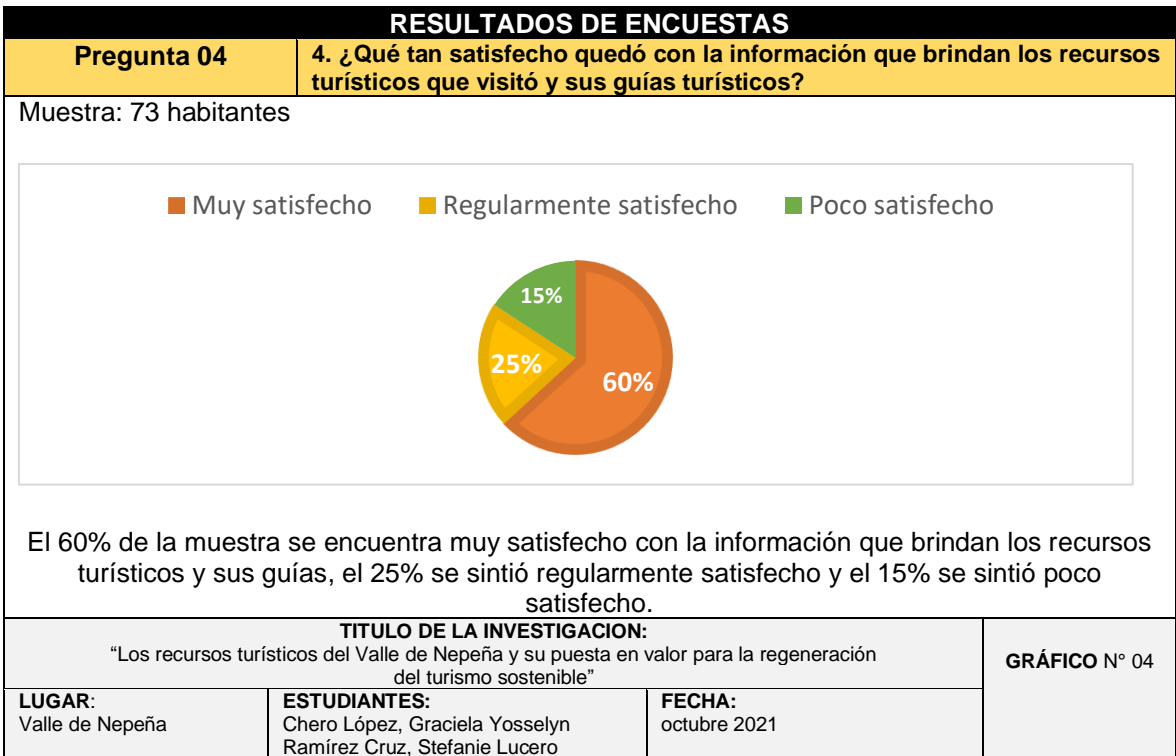 RESULTADOS DE ENCUESTAS
Pregunta 04
4. ¿Qué tan satisfecho quedó con la información que brindan los recursos
turísticos que visitó y sus guías turísticos?
Muestra: 73 habitantes
Muy satisfecho
Regularmente satisfecho
Poco satisfecho
15%
25%
60%
El 60% de la muestra se encuentra muy satisfecho con la información que brindan los recursos
turísticos y sus guías, el 25% se sintió regularmente satisfecho y el 15% se sintió poco
satisfecho.
TITULO DE LA INVESTIGACION:
“Los recursos turísticos del Valle de Nepeña y su puesta en valor para la regeneración
del turismo sostenible”
GRÁFICO N° 04
LUGAR:
Valle de Nepeña
ESTUDIANTES:
Chero López, Graciela Yosselyn
Ramírez Cruz, Stefanie Lucero
FECHA:
octubre 2021